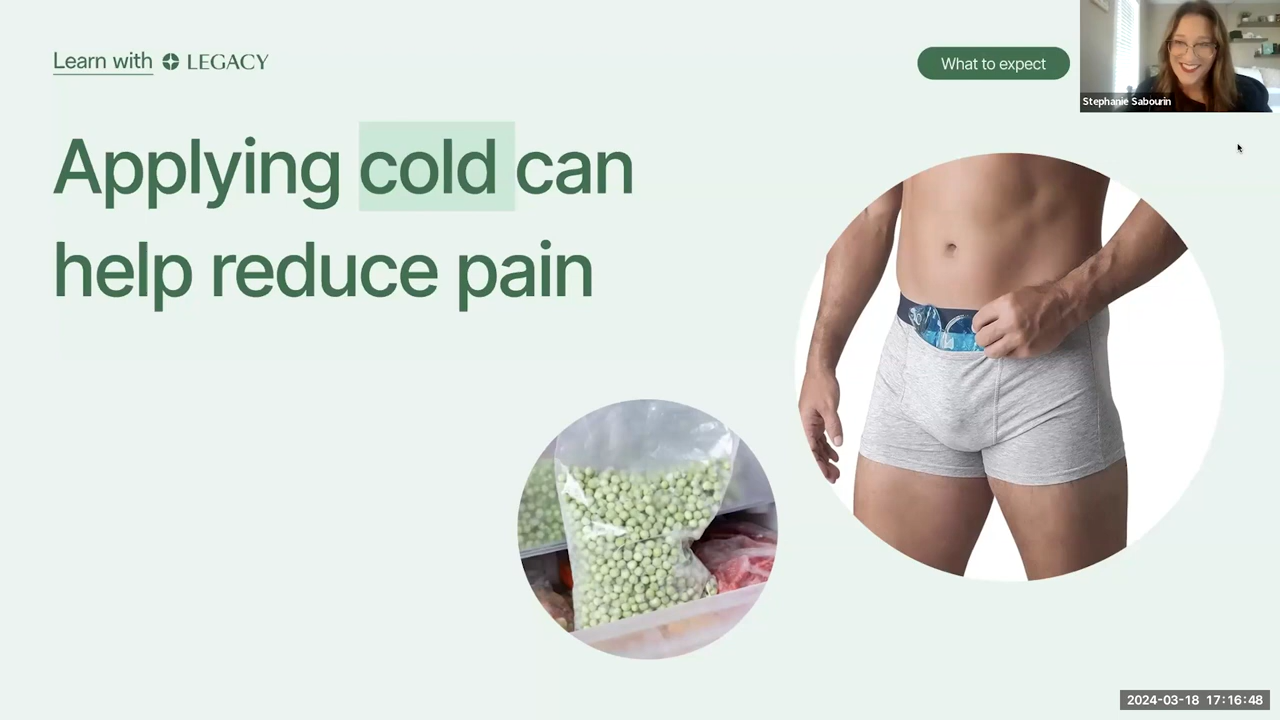 Learn with LEGACY
What to expect
Stephanie Sabourin
Applying cold can
help reduce pain
2024-03-18 17:16:48